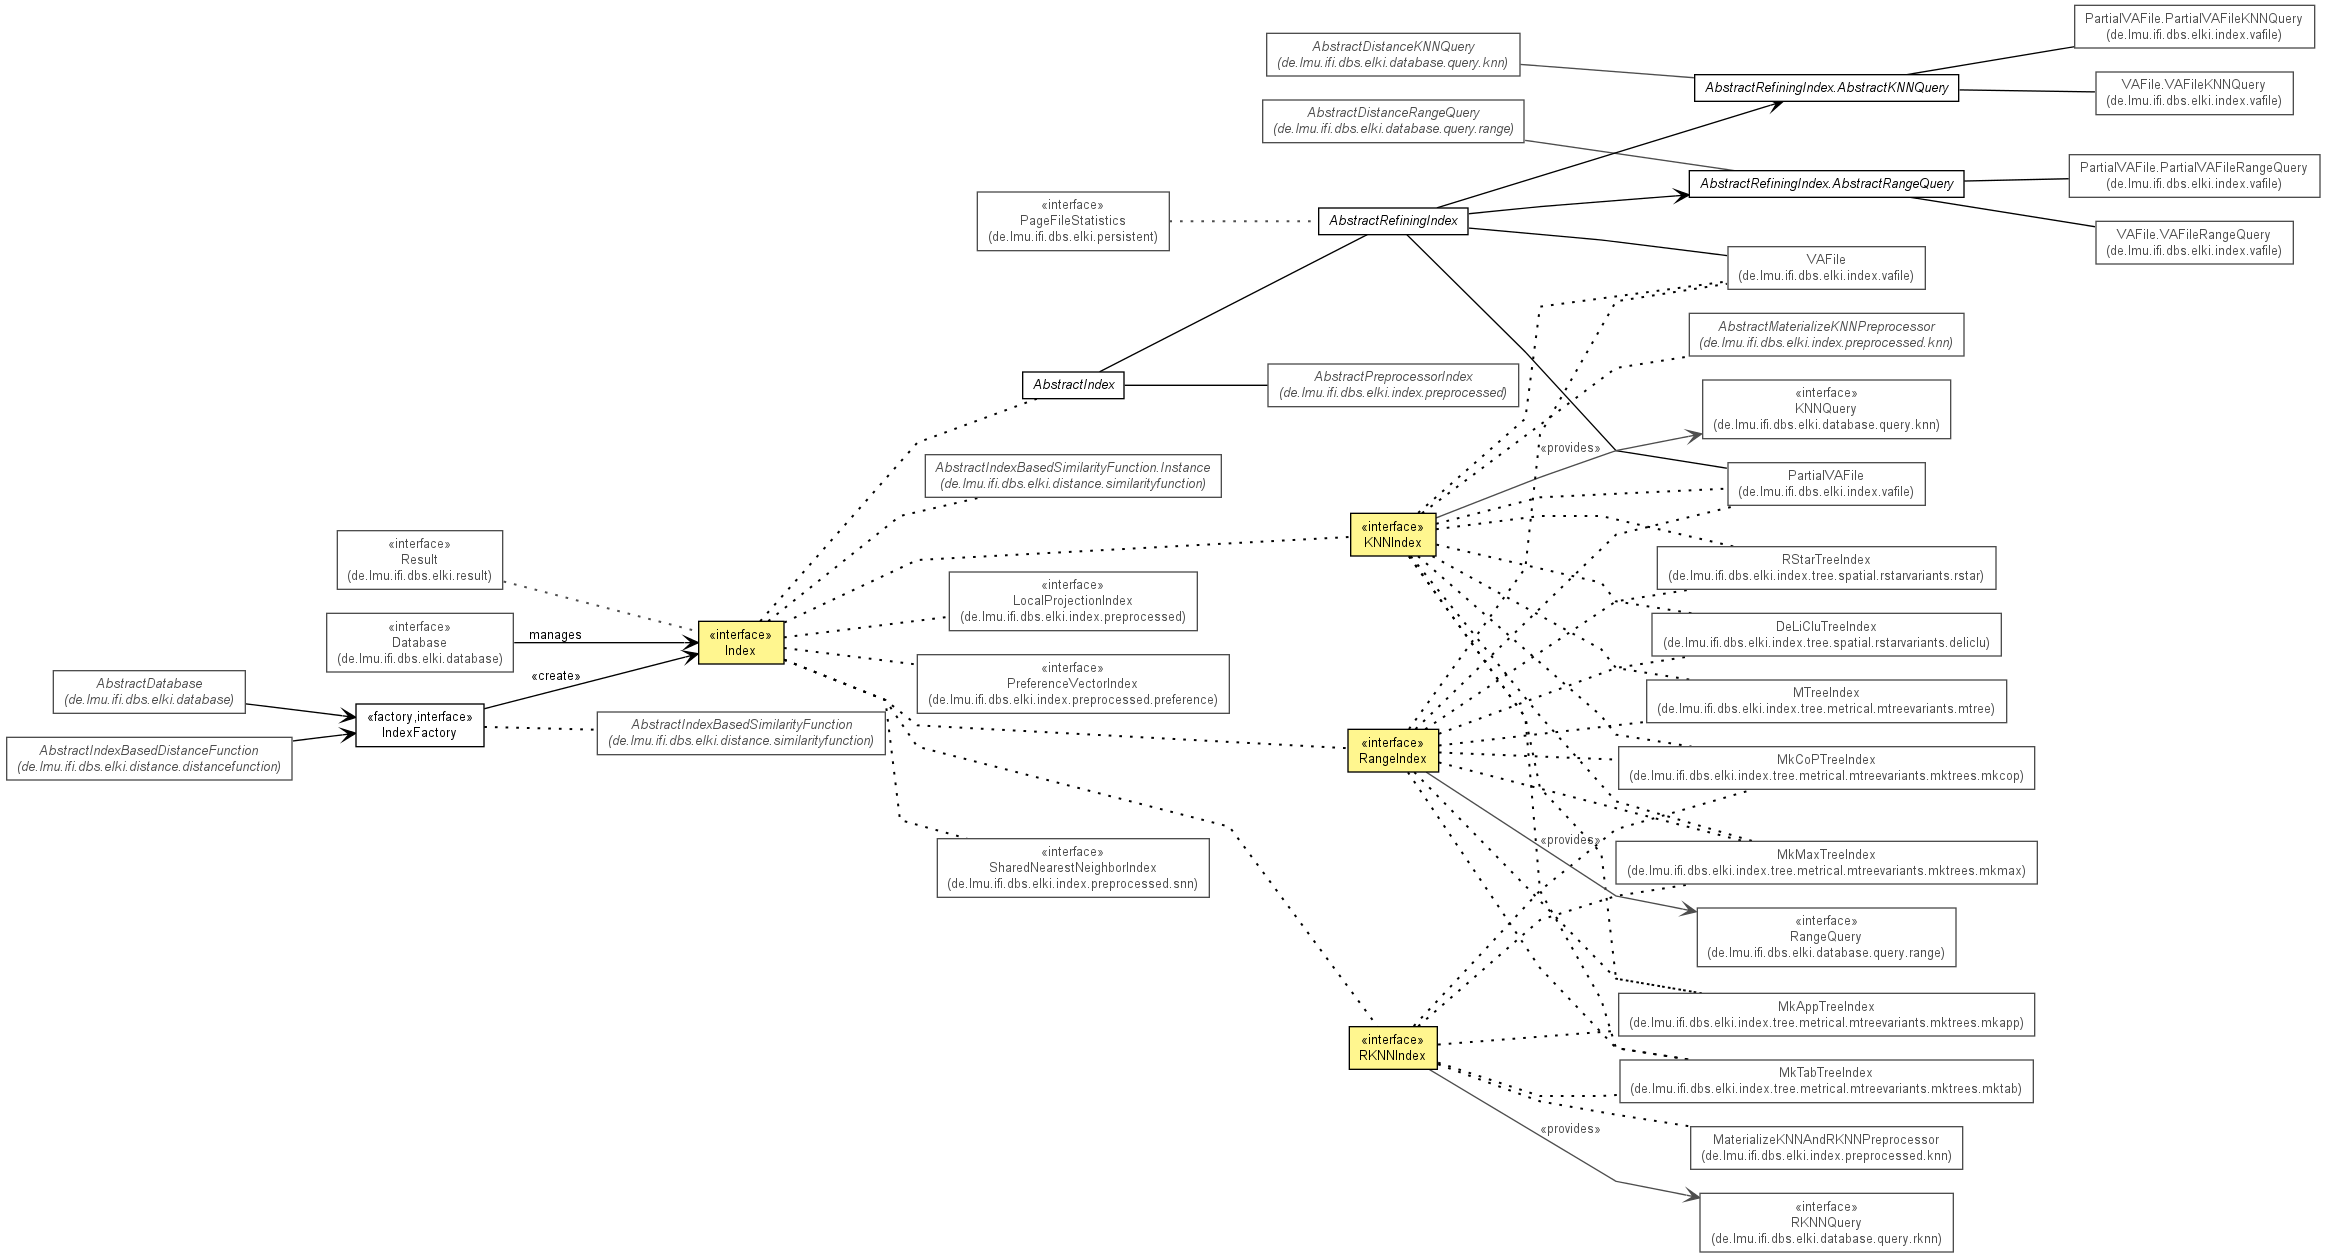 PartialVAFile.PartialVAFileKNNQuery
(de.lmu.ifi.dbs.elki.index.vafile)
AbstractDistanceKNNQuery
(de.lmu.ifi.dbs.elki.database.query.knn)
AbstractRefiningIndex.AbstractKNNQuery
VAFile.VAFileKNNQuery
(de.lmu.ifi.dbs.elki.index.vafile)
AbstractDistanceRangeQuery
(de.lmu.ifi.dbs.elki.database.query.range)
PartialVAFile.PartialVAFileRangeQuery
(de.lmu.ifi.dbs.elki.index.vafile)
AbstractRefiningIndex.AbstractRangeQuery
«interface»
PageFileStatistics
(de.lmu.ifi.dbs.elki.persistent)
AbstractRefiningIndex
VAFile.VAFileRangeQuery
(de.lmu.ifi.dbs.elki.index.vafile)
VAFile
(de.lmu.ifi.dbs.elki.index.vafile)
AbstractMaterializeKNNPreprocessor
(de.lmu.ifi.dbs.elki.index.preprocessed.knn)
AbstractIndex
AbstractPreprocessorIndex
(de.lmu.ifi.dbs.elki.index.preprocessed)
«interface»
KNNQuery
(de.lmu.ifi.dbs.elki.database.query.knn)
«provides»
AbstractIndexBasedSimilarityFunction.Instance
(de.lmu.ifi.dbs.elki.distance.similarityfunction)
PartialVAFile
(de.lmu.ifi.dbs.elki.index.vafile)
«interface»
KNNIndex
«interface»
Result
(de.lmu.ifi.dbs.elki.result)
RStarTreeIndex
(de.lmu.ifi.dbs.elki.index.tree.spatial.rstarvariants.rstar)
«interface»
LocalProjectionIndex
(de.lmu.ifi.dbs.elki.index.preprocessed)
«interface»
Database
(de.lmu.ifi.dbs.elki.database)
manages
«interface»
Index
DeLiCluTreeIndex
(de.lmu.ifi.dbs.elki.index.tree.spatial.rstarvariants.deliclu)
«interface»
PreferenceVectorIndex
(de.lmu.ifi.dbs.elki.index.preprocessed.preference)
«create»
AbstractDatabase
(de.lmu.ifi.dbs.elki.database)
MTreeIndex
(de.lmu.ifi.dbs.elki.index.tree.metrical.mtreevariants.mtree)
«factory,interface»
IndexFactory
AbstractIndexBasedSimilarityFunction
(de.lmu.ifi.dbs.elki.distance.similarityfunction)
AbstractIndexBasedDistanceFunction
(de.lmu.ifi.dbs.elki.distance.distancefunction)
«interface»
RangeIndex
MkCoPTreeIndex
(de.lmu.ifi.dbs.elki.index.tree.metrical.mtreevariants.mktrees.mkcop)
«provides»
«interface»
SharedNearestNeighborIndex
(de.lmu.ifi.dbs.elki.index.preprocessed.snn)
MkMaxTreeIndex
(de.lmu.ifi.dbs.elki.index.tree.metrical.mtreevariants.mktrees.mkmax)
«interface»
RangeQuery
(de.lmu.ifi.dbs.elki.database.query.range)
MkAppTreeIndex
(de.lmu.ifi.dbs.elki.index.tree.metrical.mtreevariants.mktrees.mkapp)
«interface»
RKNNIndex
MkTabTreeIndex
(de.lmu.ifi.dbs.elki.index.tree.metrical.mtreevariants.mktrees.mktab)
«provides»
MaterializeKNNAndRKNNPreprocessor
(de.lmu.ifi.dbs.elki.index.preprocessed.knn)
«interface»
RKNNQuery
(de.lmu.ifi.dbs.elki.database.query.rknn)